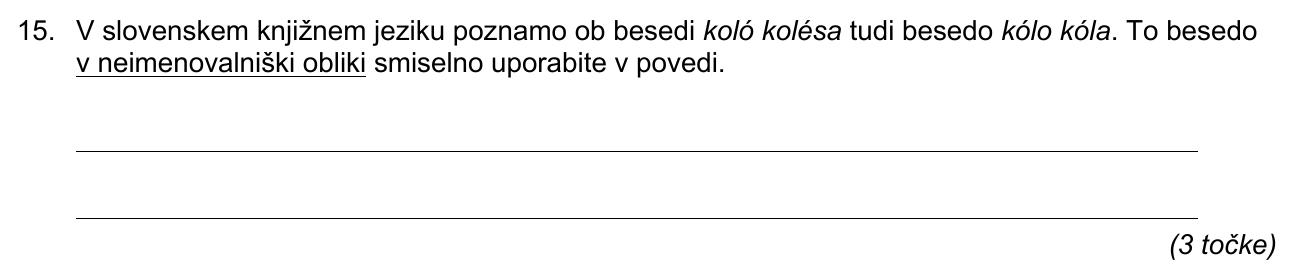 15. V slovenskem knjižnem jeziku poznamo ob besedi koló kolésa tudi besedo kólo kóla. To besedo
v neimenovalniški obliki smiselno uporabite v povedi.
(3 točke)